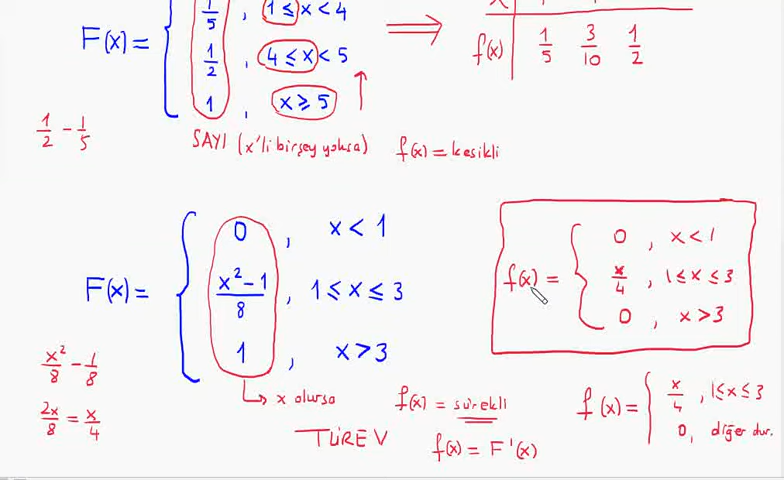 F(x) = { 1/5 , 1 ≤ x < 4
1/2 , 4 ≤ x < 5
1 , x ≥ 5
⟹
f(x) | 1/5 3/10 1/2
1/2 - 1/5
SAYI (x'li birşey yoksa) f(x) = kesikli
F(x) = { 0 , x < 1
x²-1/8 , 1 ≤ x ≤ 3
1 , x > 3
f(x) = { 0 , x < 1
x/4 , 1 ≤ x ≤ 3
0 , x > 3
x²/8 - 1/8
2x/8 = x/4
x olursa
f(x) = sürekli
TÜREV
f(x) = F'(x)
f(x) = { x/4 , 1 ≤ x ≤ 3
0, diğer dur.